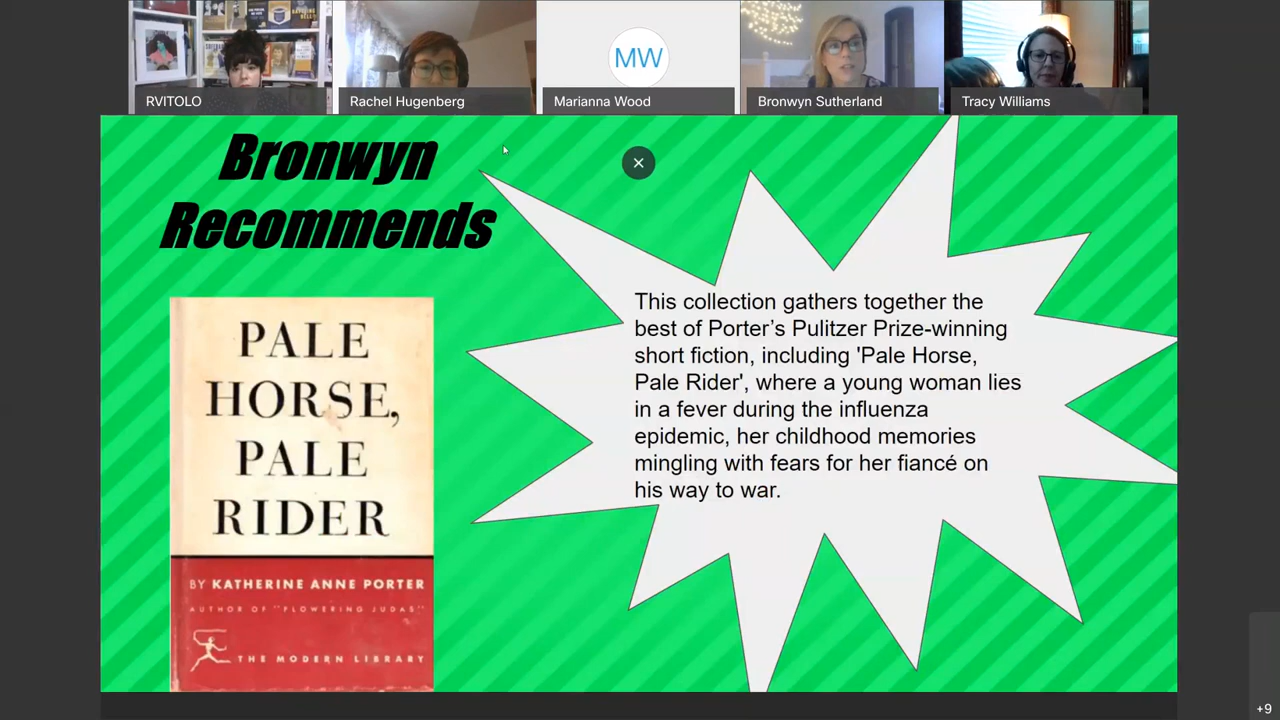 MW
RVITOLO
Rachel Hugenberg
Marianna Wood
Bronwyn Sutherland
Tracy Williams
Bronwyn
Recommends
PALE
HORSE,
PALE
RIDER
BY KATHERINE ANNE PORTER
AUTHOR OF "FLOWERING JUDAS"
THE MODERN LIBRARY
This collection gathers together the
best of Porter’s Pulitzer Prize-winning
short fiction, including 'Pale Horse,
Pale Rider', where a young woman lies
in a fever during the influenza
epidemic, her childhood memories
mingling with fears for her fiancé on
his way to war.
+9